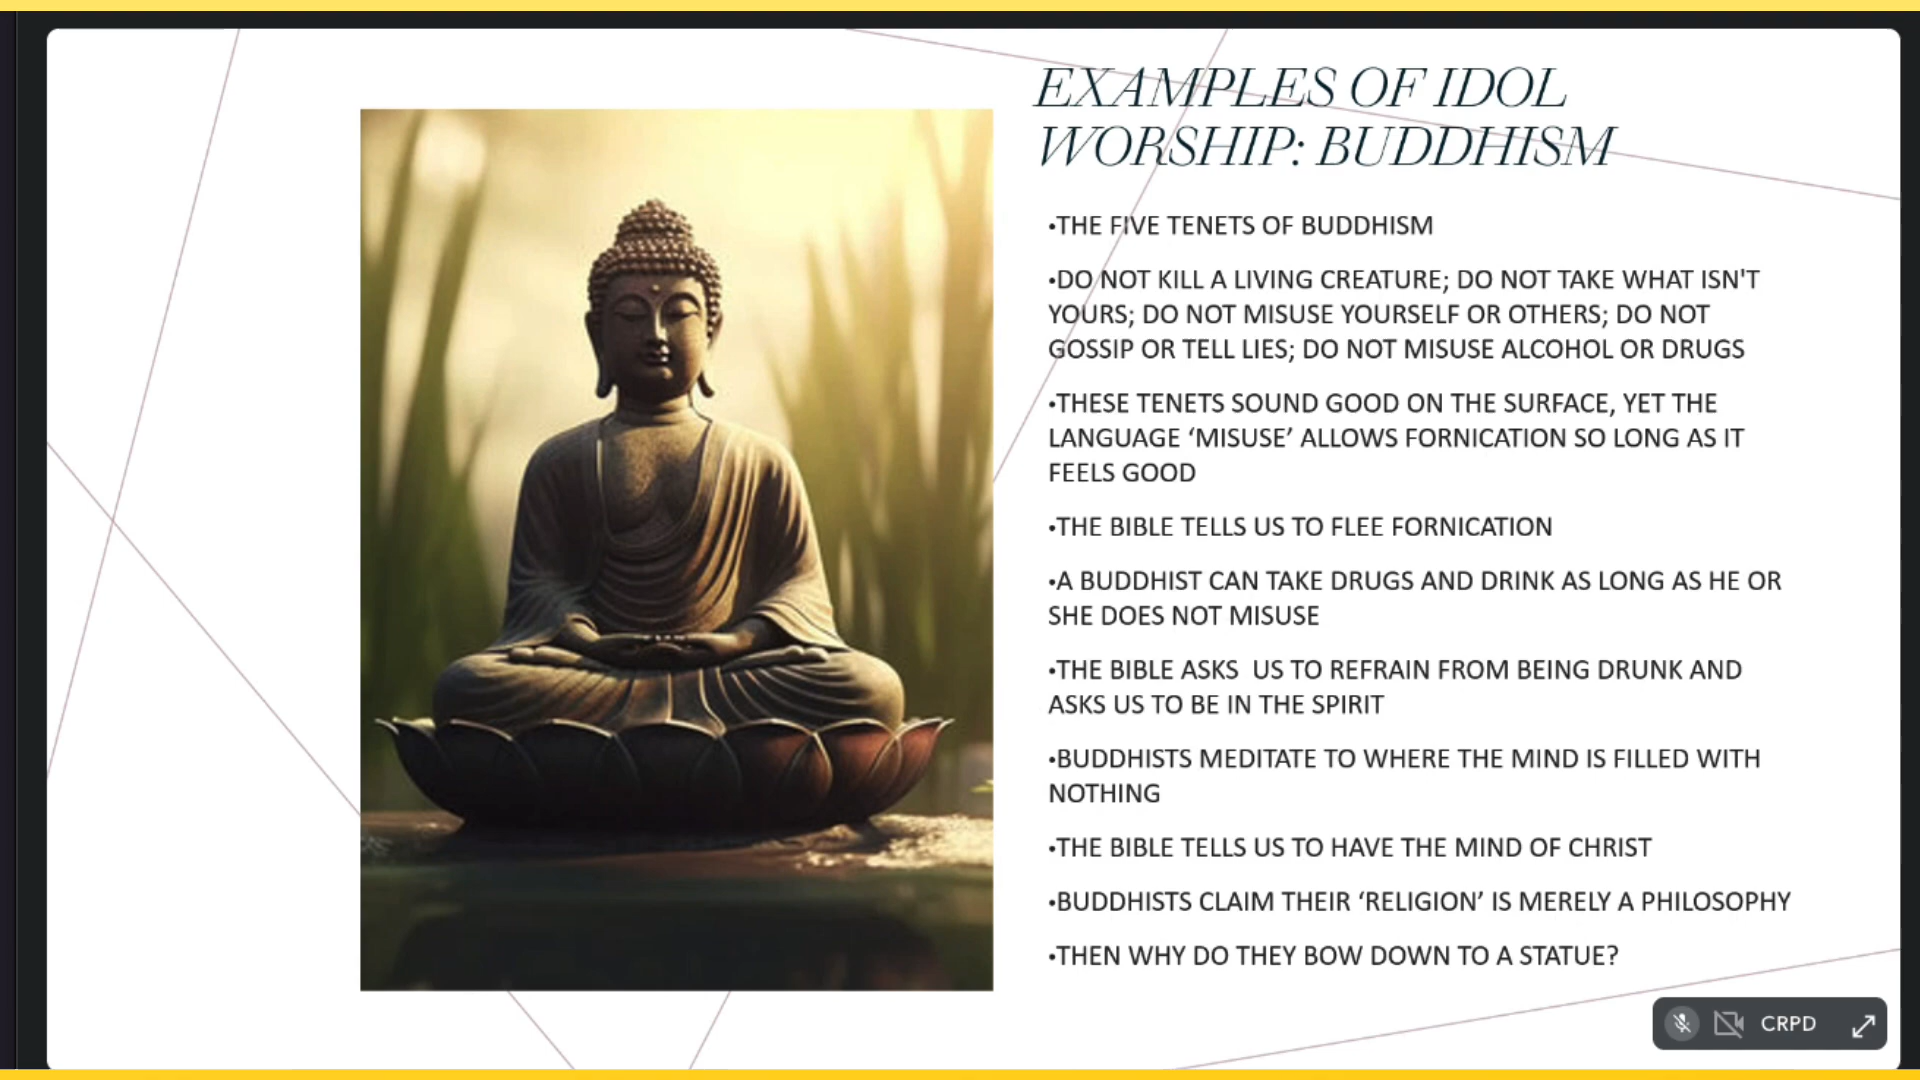 EXAMPLES OF IDOL
WORSHIP: BUDDHISM
•THE FIVE TENETS OF BUDDHISM
•DO NOT KILL A LIVING CREATURE; DO NOT TAKE WHAT ISN'T
YOURS; DO NOT MISUSE YOURSELF OR OTHERS; DO NOT
GOSSIP OR TELL LIES; DO NOT MISUSE ALCOHOL OR DRUGS
•THESE TENETS SOUND GOOD ON THE SURFACE, YET THE
LANGUAGE ‘MISUSE’ ALLOWS FORNICATION SO LONG AS IT
FEELS GOOD
•THE BIBLE TELLS US TO FLEE FORNICATION
•A BUDDHIST CAN TAKE DRUGS AND DRINK AS LONG AS HE OR
SHE DOES NOT MISUSE
•THE BIBLE ASKS  US TO REFRAIN FROM BEING DRUNK AND
ASKS US TO BE IN THE SPIRIT
•BUDDHISTS MEDITATE TO WHERE THE MIND IS FILLED WITH
NOTHING
•THE BIBLE TELLS US TO HAVE THE MIND OF CHRIST
•BUDDHISTS CLAIM THEIR ‘RELIGION’ IS MERELY A PHILOSOPHY
•THEN WHY DO THEY BOW DOWN TO A STATUE?
CRPD